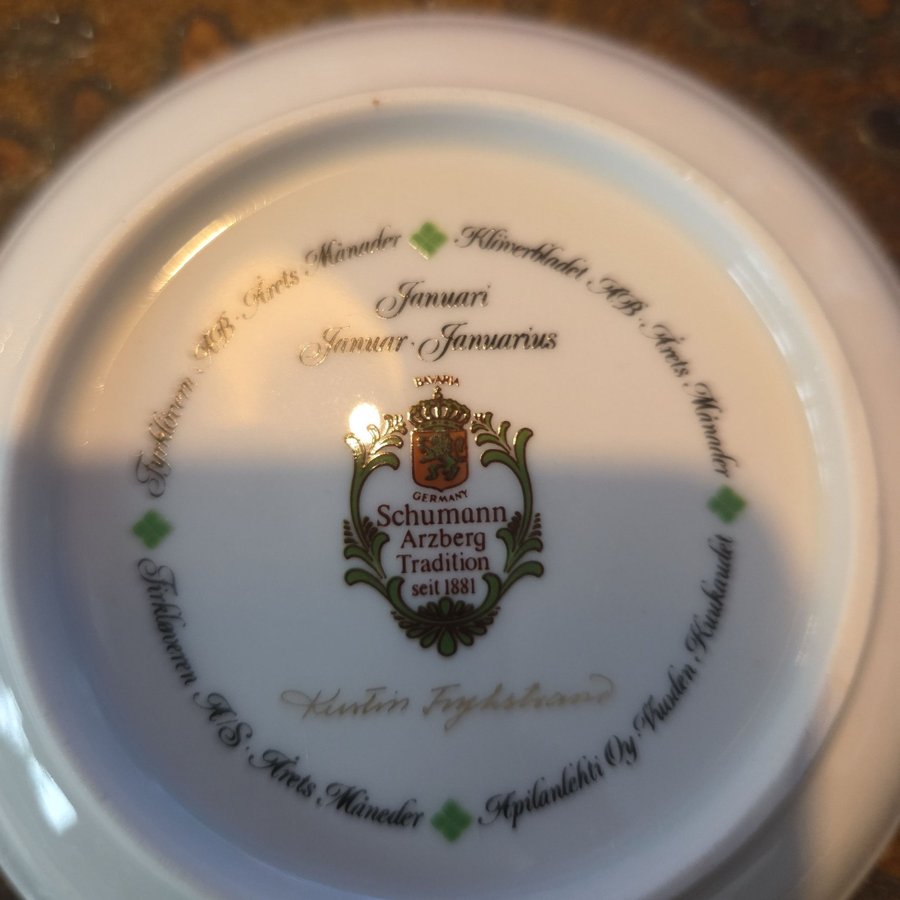 Fyrklövern AB · Årets Månader
Klöverbladet AB · Årets Månader
Januari
Januar · Januarius
BAVARIA
GERMANY
Schumann
Arzberg
Tradition
seit 1881
Kerstin Frykstrand
Firkløveren A/S · Årets Måneder
Apilanlehti Oy · Vuoden Kuukaudet